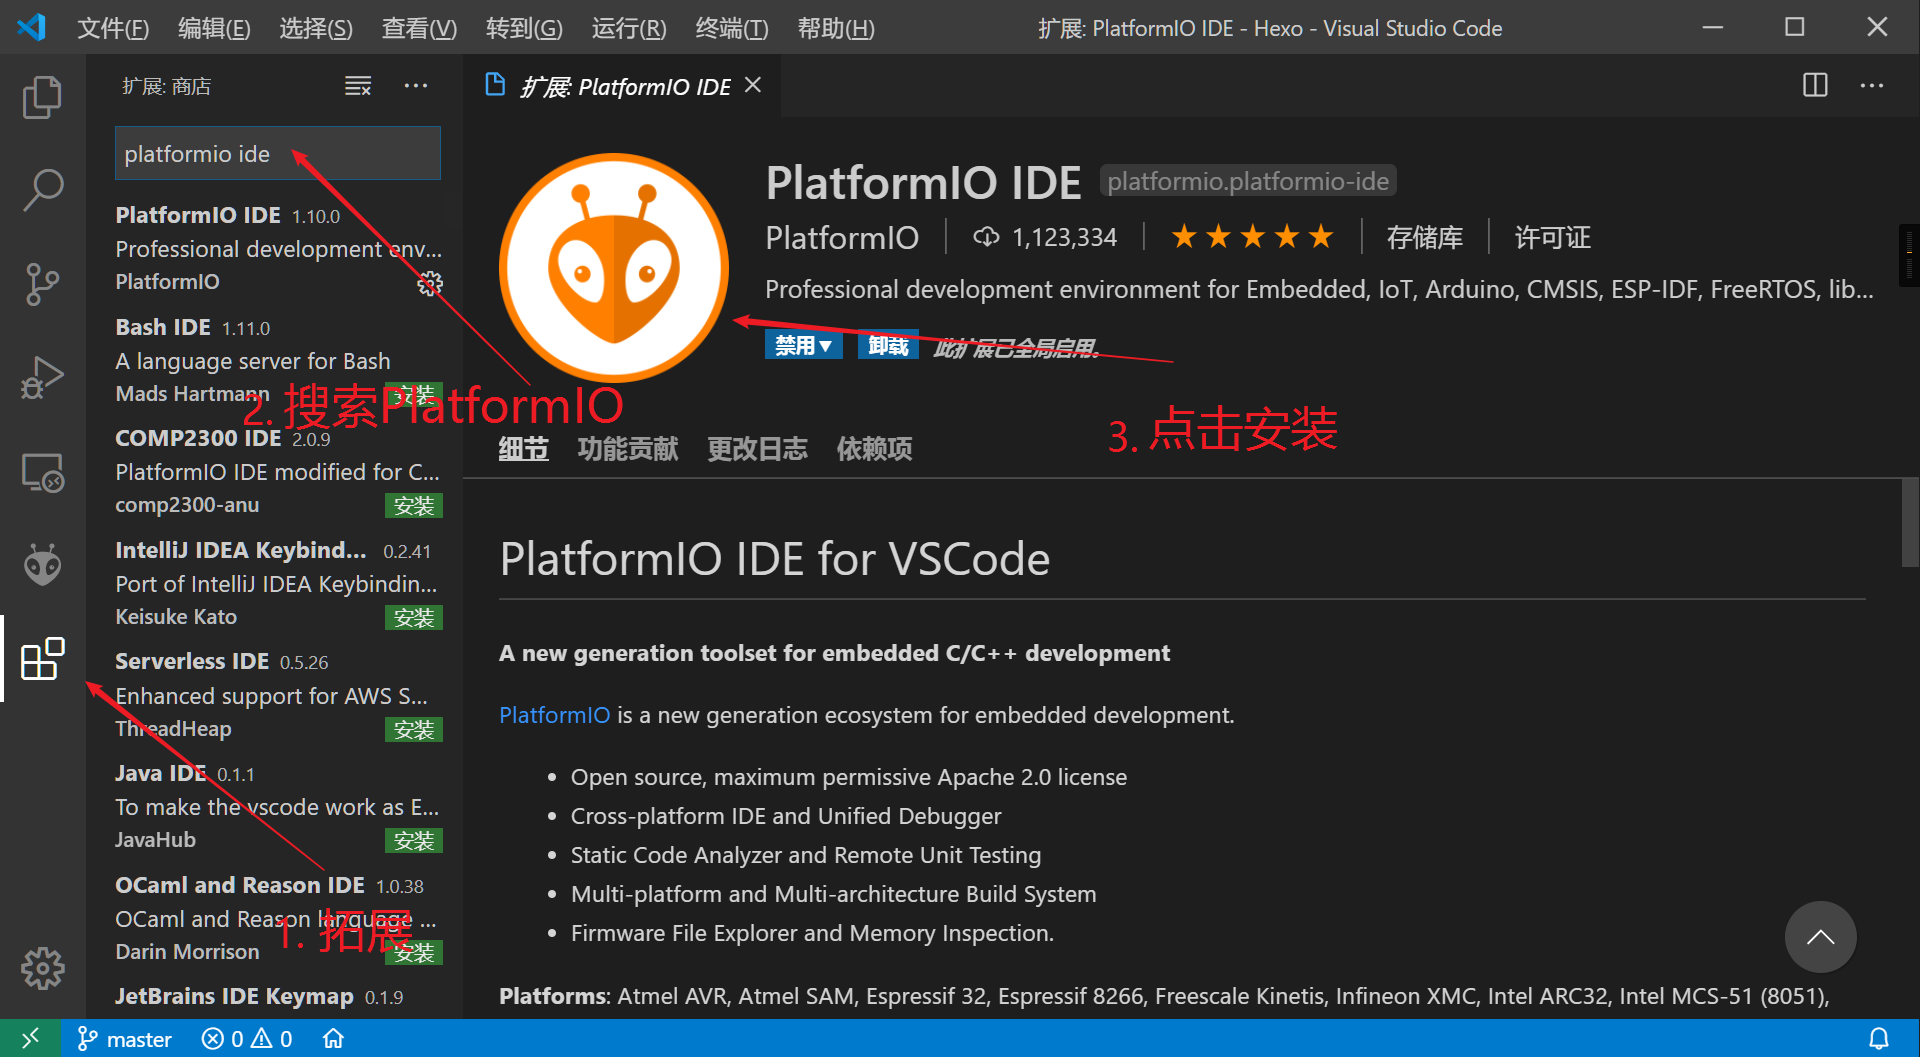 文件(F) 编辑(E) 选择(S) 查看(V) 转到(G) 运行(R) 终端(T) 帮助(H) 扩展: PlatformIO IDE - Hexo - Visual Studio Code
扩展: 商店
扩展: PlatformIO IDE
platformio ide
PlatformIO IDE 1.10.0
Professional development env...
PlatformIO
Bash IDE 1.11.0
A language server for Bash
Mads Hartmann 安装
COMP2300 IDE 2.0.9
PlatformIO IDE modified for C...
comp2300-anu 安装
IntelliJ IDEA Keybind... 0.2.41
Port of IntelliJ IDEA Keybindin...
Keisuke Kato 安装
Serverless IDE 0.5.26
Enhanced support for AWS S...
ThreadHeap 安装
Java IDE 0.1.1
To make the vscode work as E...
JavaHub 安装
OCaml and Reason IDE 1.0.38
OCaml and Reason language ...
Darin Morrison 安装
JetBrains IDE Keymap 0.1.9
1. 拓展
2. 搜索PlatformIO
3. 点击安装
PlatformIO IDE platformio.platformio-ide
PlatformIO 1,123,334 存储库 许可证
Professional development environment for Embedded, IoT, Arduino, CMSIS, ESP-IDF, FreeRTOS, lib...
禁用 卸载 此扩展已全局启用。
细节 功能贡献 更改日志 依赖项
PlatformIO IDE for VSCode
A new generation toolset for embedded C/C++ development
PlatformIO is a new generation ecosystem for embedded development.
• Open source, maximum permissive Apache 2.0 license
• Cross-platform IDE and Unified Debugger
• Static Code Analyzer and Remote Unit Testing
• Multi-platform and Multi-architecture Build System
• Firmware File Explorer and Memory Inspection.
Platforms: Atmel AVR, Atmel SAM, Espressif 32, Espressif 8266, Freescale Kinetis, Infineon XMC, Intel ARC32, Intel MCS-51 (8051),
master 0 0